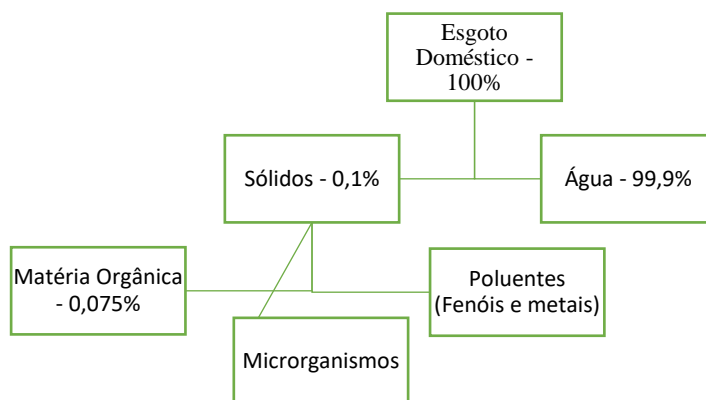 Esgoto
Doméstico -
100%
Sólidos - 0,1%
Água - 99,9%
Matéria Orgânica
- 0,075%
Poluentes
(Fenóis e metais)
Microrganismos